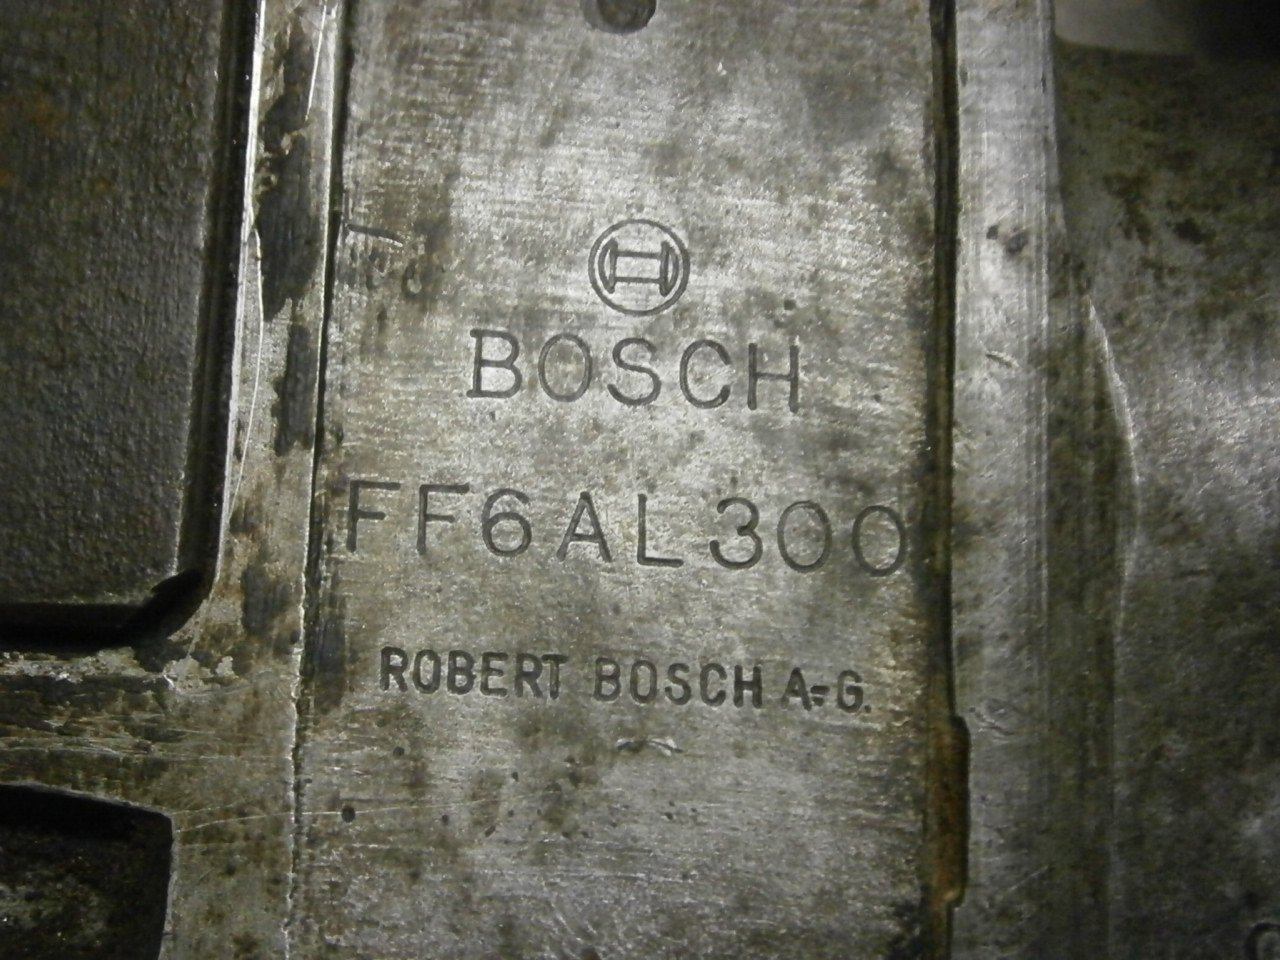 BOSCH
FF6AL300
ROBERT BOSCH A=G.